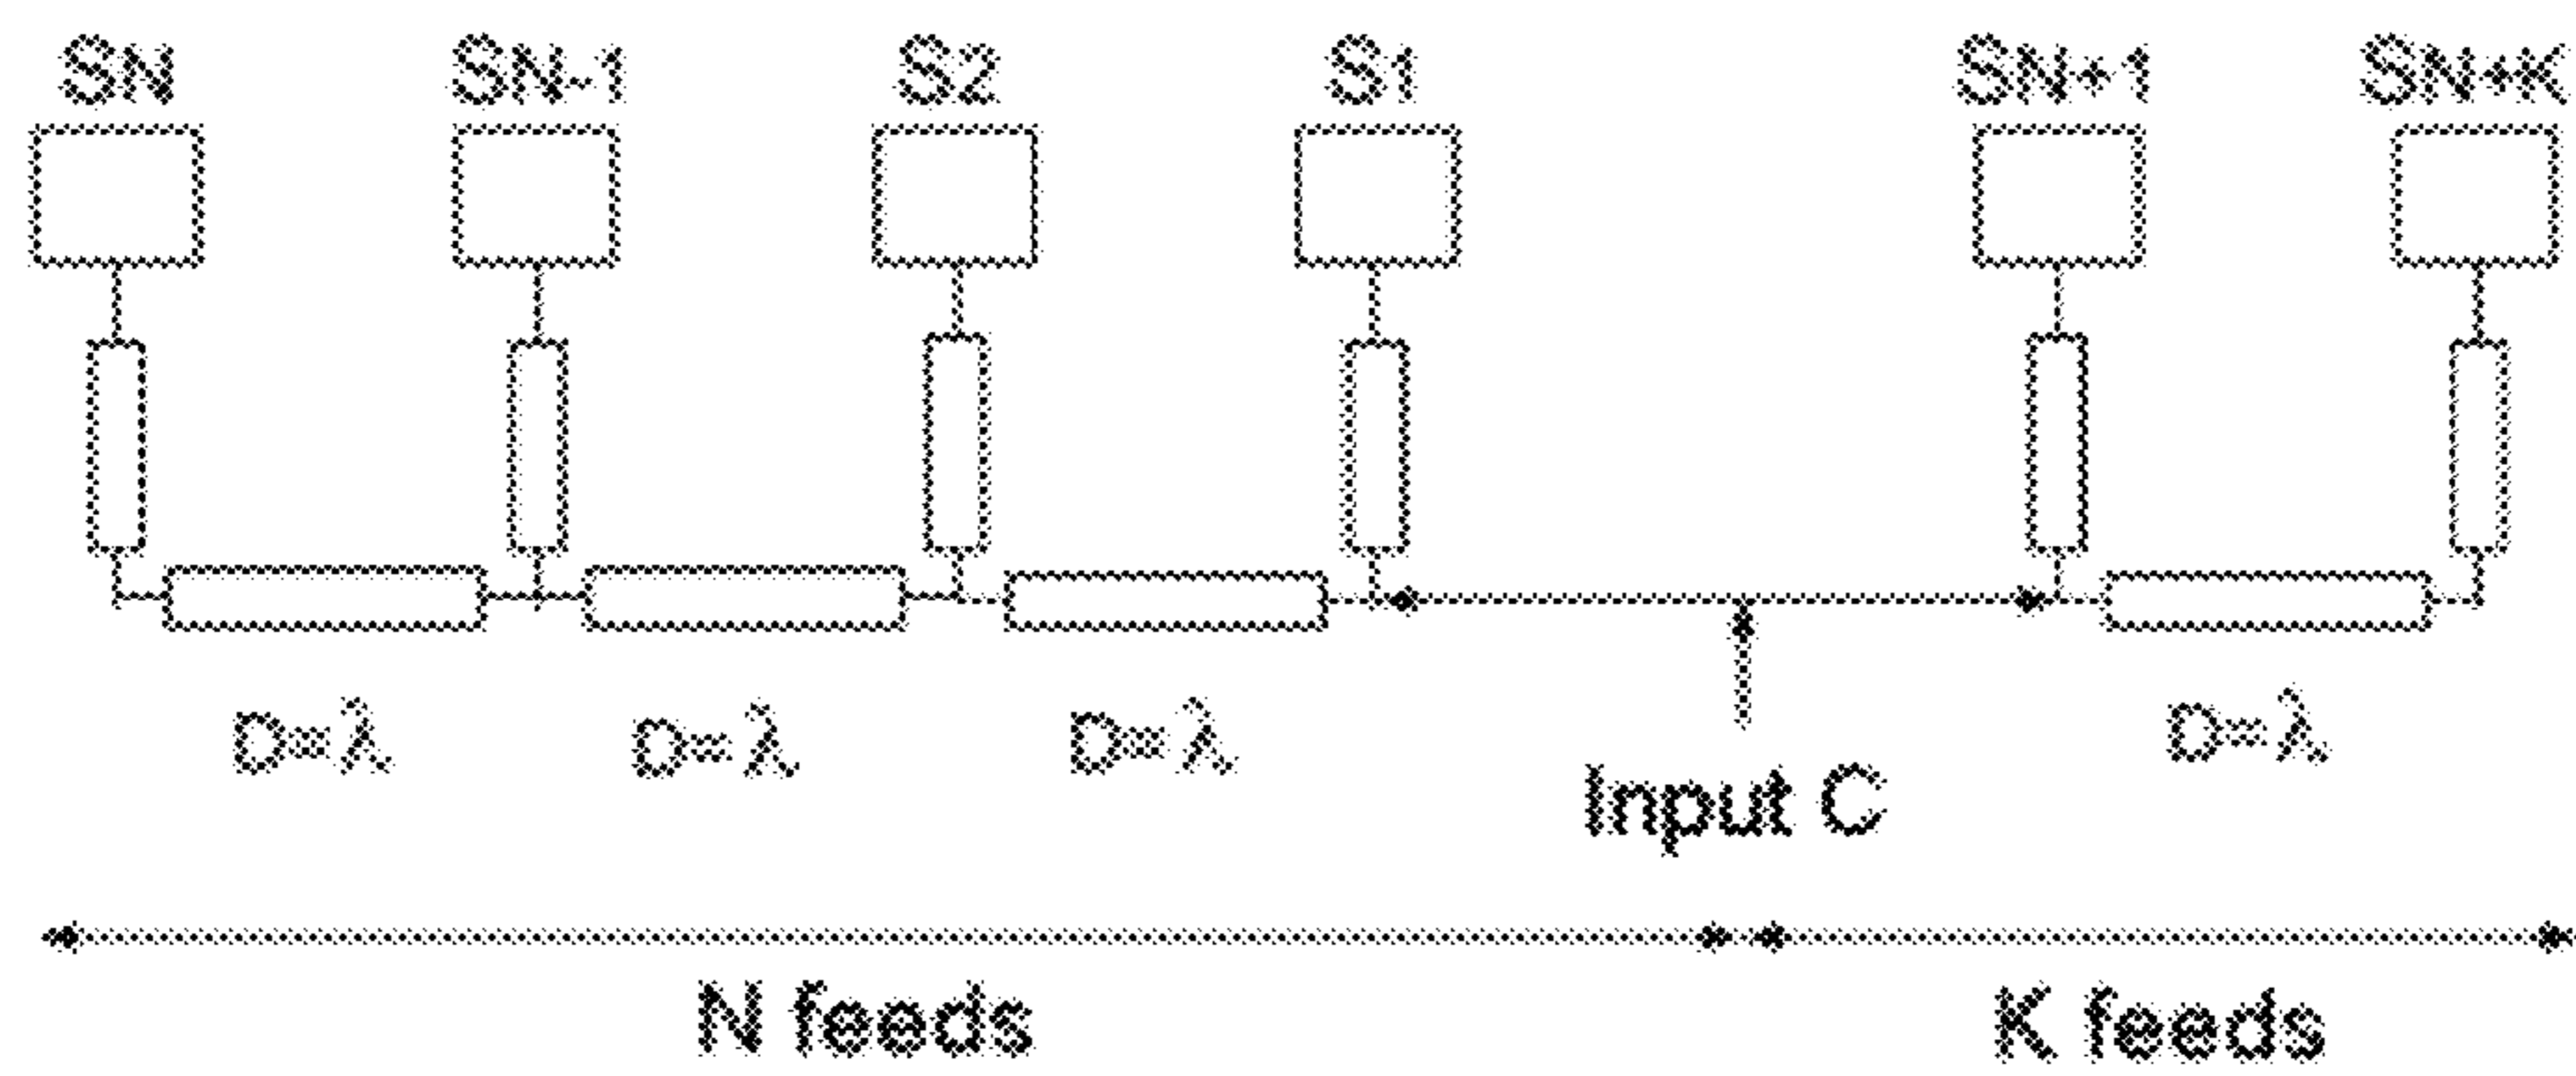 SN SN-1 S2 S1 SN+1 SN+K
D=λ D=λ D=λ D=λ
Input C
N feeds K feeds